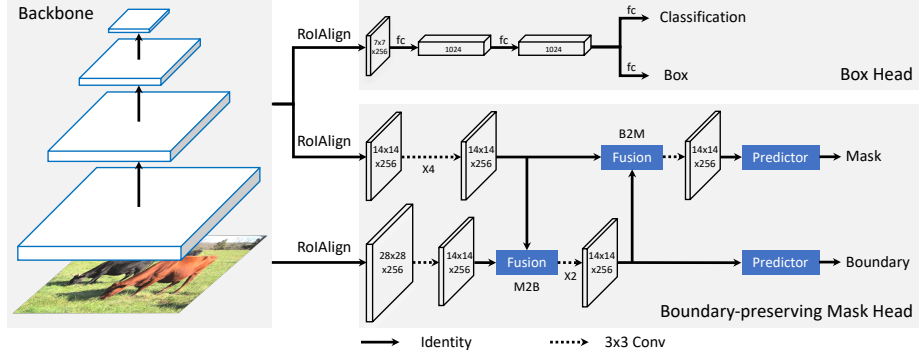 Backbone
RoIAlign
7x7
x256
fc
1024
fc
1024
fc
Classification
fc
Box
Box Head
RoIAlign
14x14
x256
X4
14x14
x256
B2M
Fusion
14x14
x256
Predictor
Mask
RoIAlign
28x28
x256
14x14
x256
Fusion
M2B
X2
14x14
x256
Predictor
Boundary
Boundary-preserving Mask Head
Identity
3x3 Conv